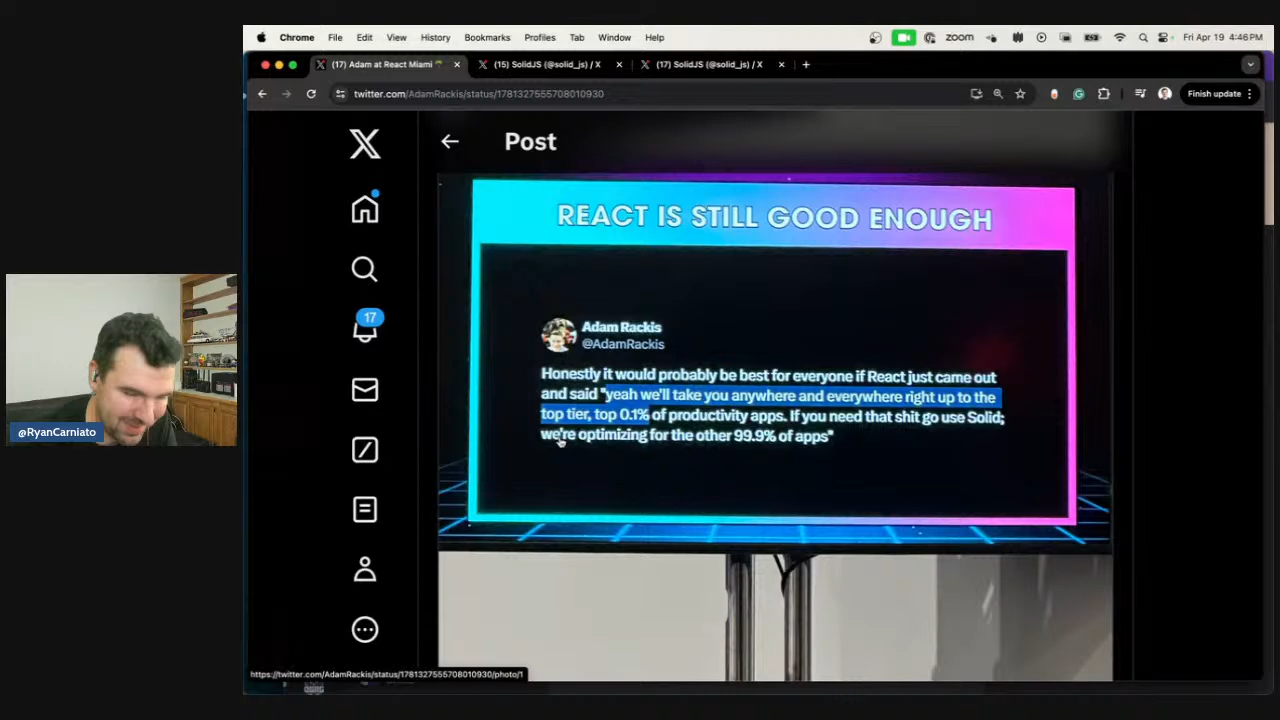 Chrome File Edit View History Bookmarks Profiles Tab Window Help zoom Fri Apr 19 4:46 PM
(17) Adam at React Miami (15) SolidJS (@solid_js) / X (17) SolidJS (@solid_js) / X
twitter.com/AdamRackis/status/1781327555708010930 Finish update
Post
REACT IS STILL GOOD ENOUGH
Adam Rackis
@AdamRackis
Honestly it would probably be best for everyone if React just came out
and said "yeah we'll take you anywhere and everywhere right up to the
top tier, top 0.1% of productivity apps. If you need that shit go use Solid;
we're optimizing for the other 99.9% of apps"
17
@RyanCarniato
https://twitter.com/AdamRackis/status/1781327555708010930/photo/1